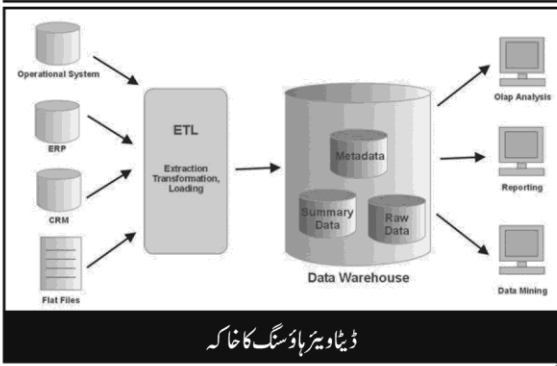 Operational System
ERP
CRM
Flat Files
ETL
Extraction
Transformation,
Loading
Metadata
Summary
Data
Raw
Data
Data Warehouse
Olap Analysis
Reporting
Data Mining
ڈیٹا ویئر ہاؤسنگ کا خاکہ